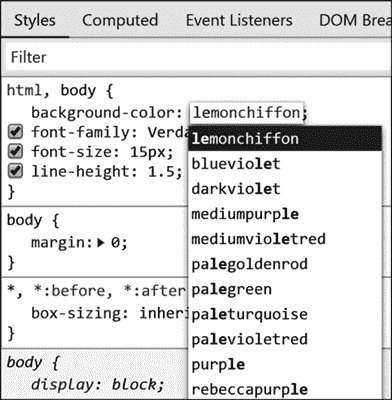 Styles Computed Event Listeners DOM Brea
Filter
html, body {
background-color: lemonchiffon;
font-family: Verda
font-size: 15px;
line-height: 1.5;
}
body {
margin: 0;
}
*, *:before, *:after
box-sizing: inheri
}
body {
display: block;
lemonchiffon
blueviolet
darkviolet
mediumpurple
mediumvioletred
palegoldenrod
palegreen
paleturquoise
palevioletred
purple
rebeccapurple